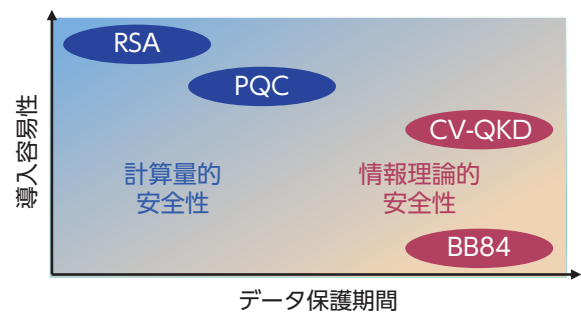 RSA
PQC
CV-QKD
計算量的
安全性
情報理論的
安全性
BB84
導入容易性
データ保護期間